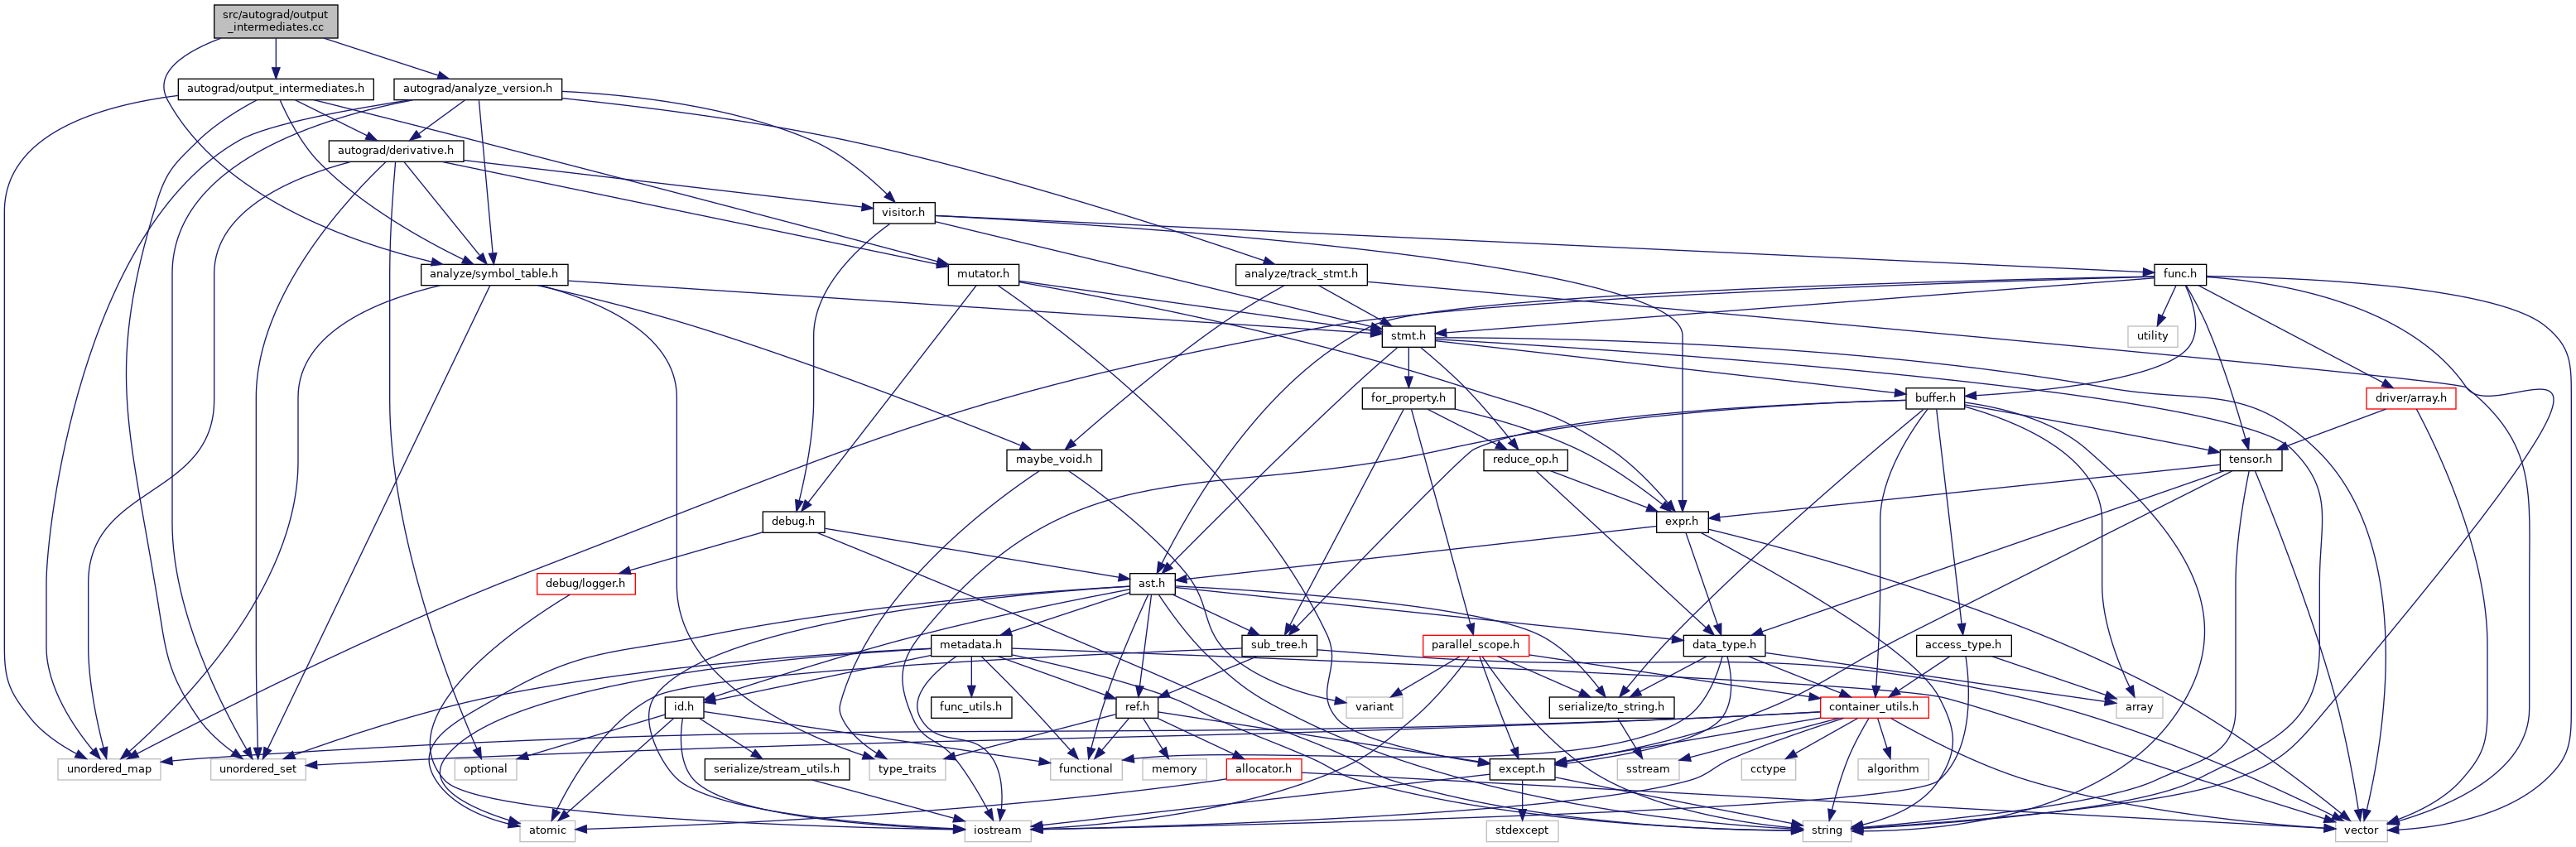 src/autograd/output
_intermediates.cc
autograd/output_intermediates.h
autograd/analyze_version.h
autograd/derivative.h
visitor.h
analyze/symbol_table.h
mutator.h
analyze/track_stmt.h
func.h
stmt.h
utility
for_property.h
buffer.h
driver/array.h
maybe_void.h
reduce_op.h
tensor.h
debug.h
expr.h
debug/logger.h
ast.h
metadata.h
sub_tree.h
parallel_scope.h
data_type.h
access_type.h
id.h
func_utils.h
ref.h
variant
serialize/to_string.h
container_utils.h
array
unordered_map
unordered_set
optional
serialize/stream_utils.h
type_traits
functional
memory
allocator.h
except.h
sstream
cctype
algorithm
atomic
iostream
stdexcept
string
vector